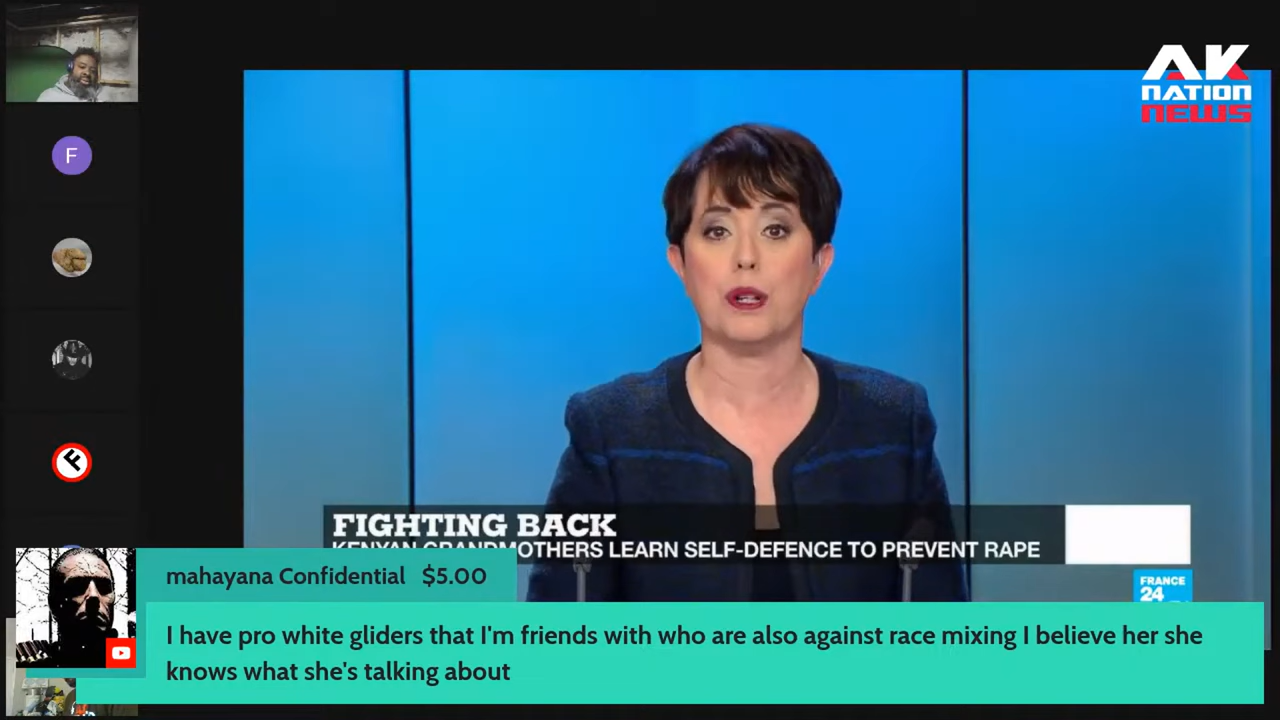 AK
NATION
NEWS
F
F
FIGHTING BACK
KENYAN GRANDMOTHERS LEARN SELF-DEFENCE TO PREVENT RAPE
FRANCE
24
mahayana Confidential $5.00
I have pro white gliders that I'm friends with who are also against race mixing I believe her she
knows what she's talking about